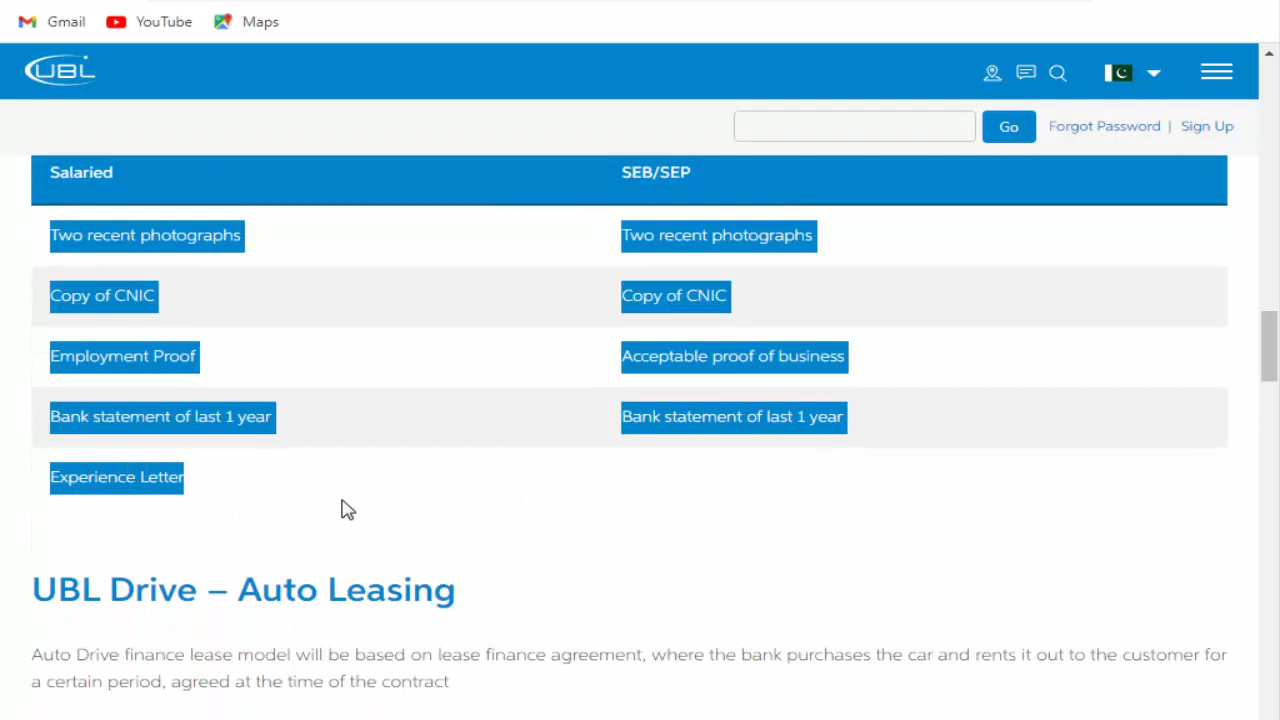 Gmail YouTube Maps
UBL
Go Forgot Password | Sign Up
Salaried SEB/SEP
Two recent photographs Two recent photographs
Copy of CNIC Copy of CNIC
Employment Proof Acceptable proof of business
Bank statement of last 1 year Bank statement of last 1 year
Experience Letter
UBL Drive – Auto Leasing
Auto Drive finance lease model will be based on lease finance agreement, where the bank purchases the car and rents it out to the customer for
a certain period, agreed at the time of the contract